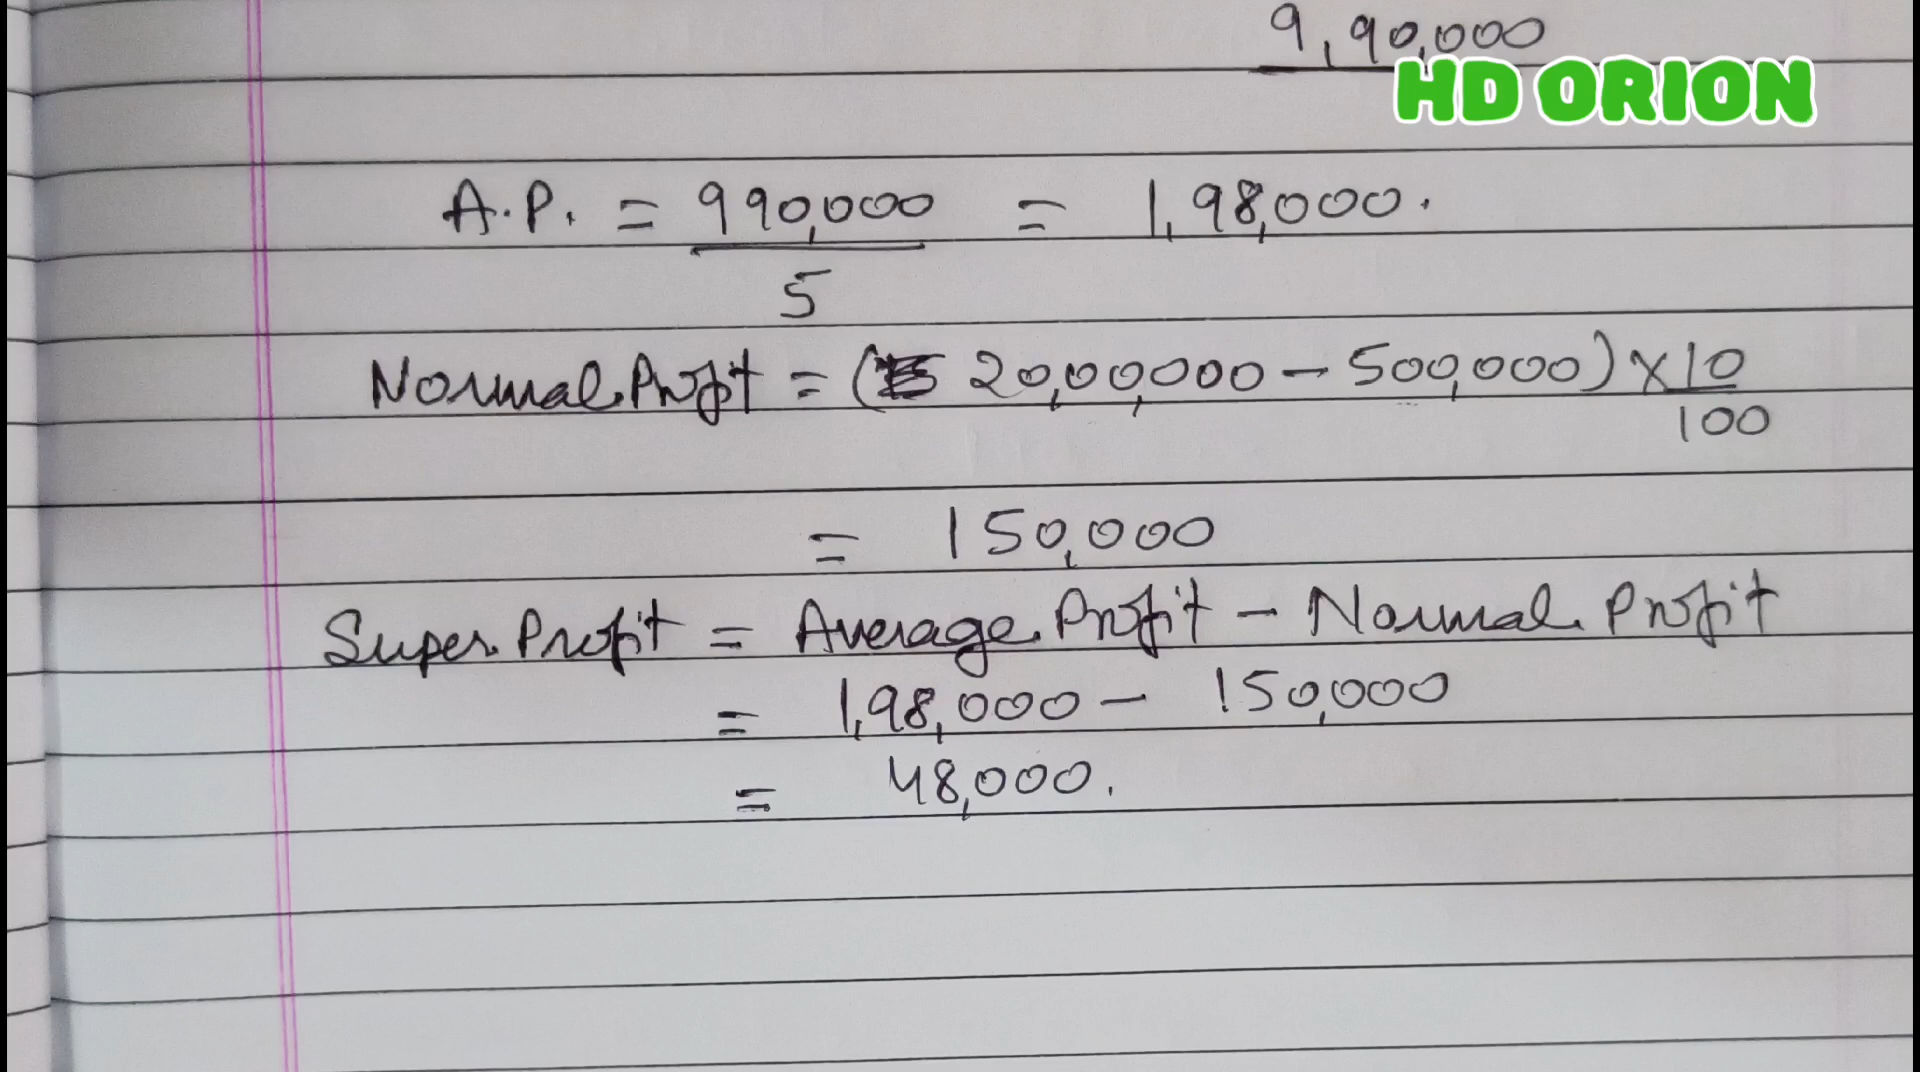 9,90,000
HD ORION
A.P. = 990,000 = 1,98,000.
5
Normal Profit = ( 20,00,000 - 500,000) × 10
100
= 150,000
Super Profit = Average Profit - Normal Profit
= 1,98,000 - 150,000
= 48,000.